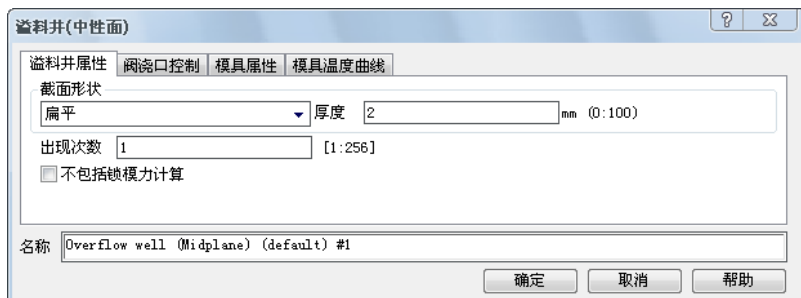 溢料井(中性面)
溢料井属性 阀浇口控制 模具属性 模具温度曲线
截面形状
扁平 厚度 2 mm (0:100)
出现次数 1 [1:256]
不包括锁模力计算
名称 Overflow well (Midplane) (default) #1
确定 取消 帮助